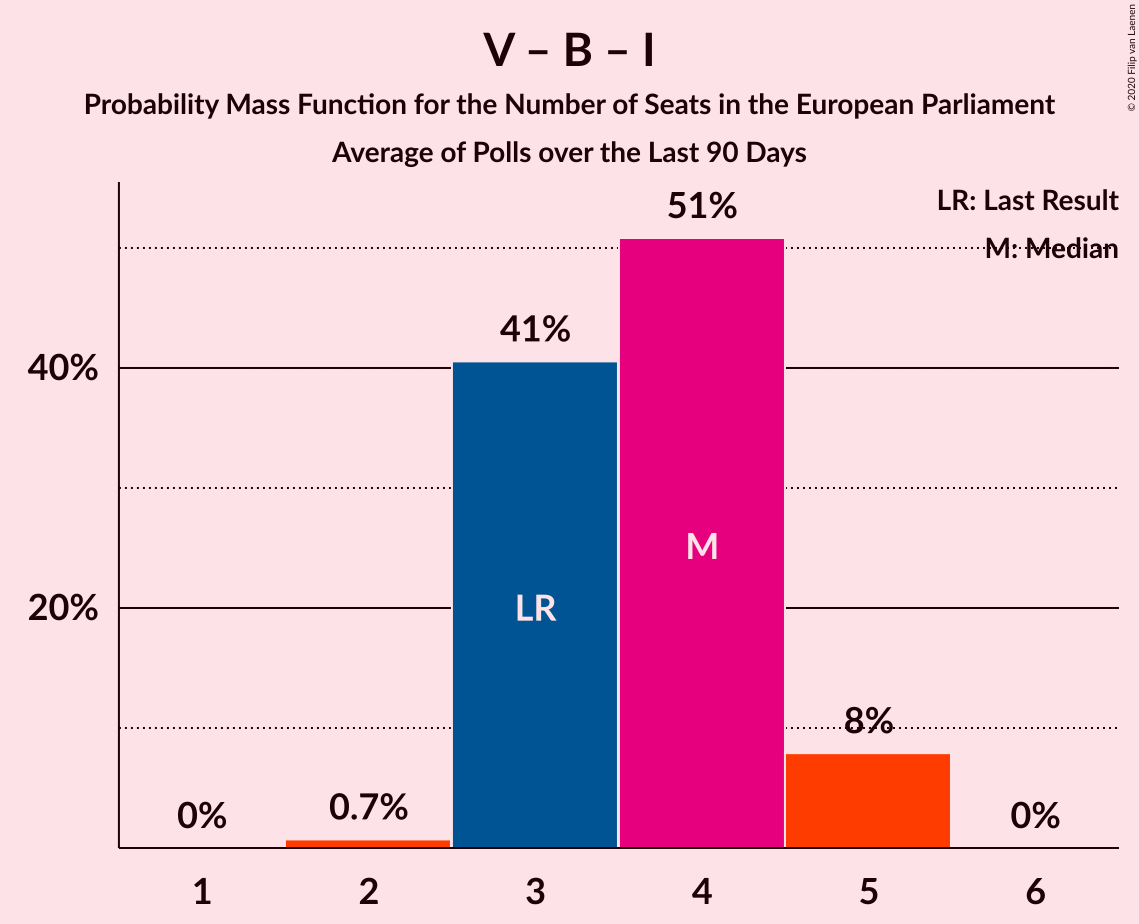 V – B – I
Probability Mass Function for the Number of Seats in the European Parliament
Average of Polls over the Last 90 Days
© 2020 Filip van Laenen
LR: Last Result
M: Median
51%
41%
40%
M
20%
LR
8%
0.7%
0%
0%
1 2 3 4 5 6